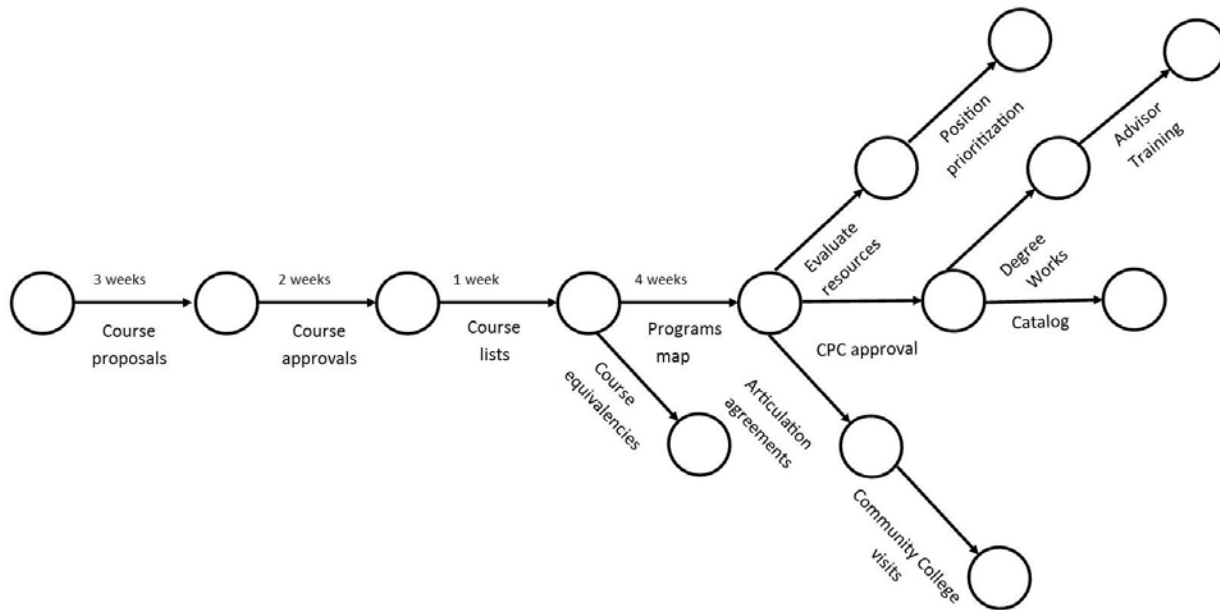 Position
prioritization
Advisor
Training
Evaluate
resources
Degree
Works
3 weeks
2 weeks
1 week
4 weeks
Course
proposals
Course
approvals
Course
lists
Programs
map
CPC approval
Catalog
Course
equivalencies
Articulation
agreements
Community College
visits